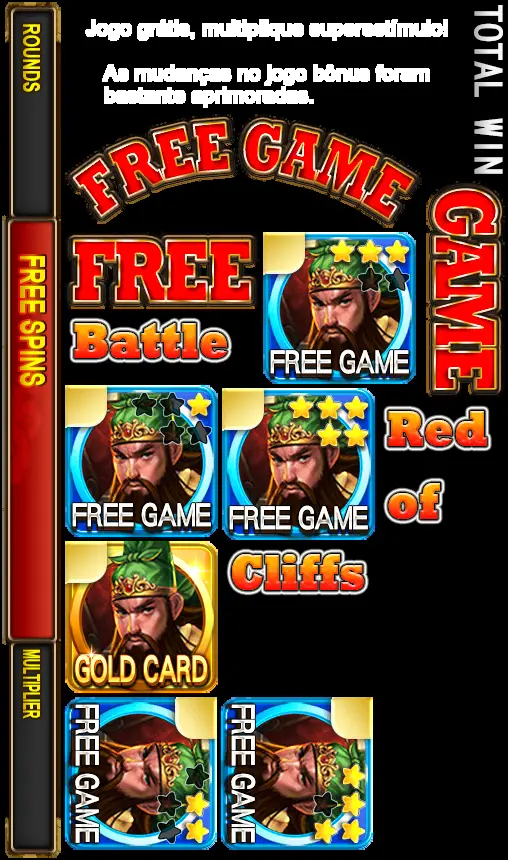 Jogo grátis, multiplique superestímulo!
As mudanças no jogo bônus foram
bastante aprimoradas.
TOTAL WIN
ROUNDS
FREE GAME
GAME
FREE
FREE SPINS
Battle
FREE GAME
FREE GAME
FREE GAME
Red
of
Cliffs
GOLD CARD
MULTIPLIER
FREE GAME
FREE GAME